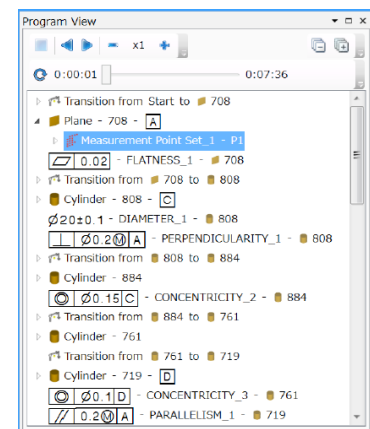 Program View
x1
0:00:01 0:07:36
Transition from Start to 708
Plane - 708 - A
Measurement Point Set_1 - P1
0.02 - FLATNESS_1 - 708
Transition from 708 to 808
Cylinder - 808 - C
Ø20±0.1 - DIAMETER_1 - 808
⊥ Ø0.2Ⓜ A - PERPENDICULARITY_1 - 808
Transition from 808 to 884
Cylinder - 884
◎ Ø0.15 C - CONCENTRICITY_2 - 884
Transition from 884 to 761
Cylinder - 761
Transition from 761 to 719
Cylinder - 719 - D
◎ Ø0.1 D - CONCENTRICITY_3 - 761
// 0.2Ⓜ A - PARALLELISM_1 - 719